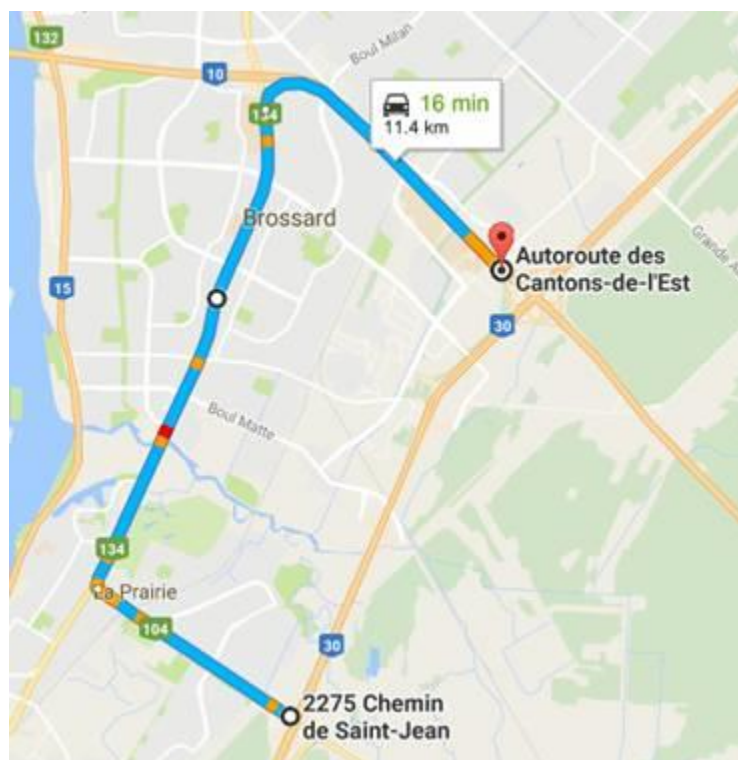 132
Boul Milan
10
134
16 min
11.4 km
Brossard
Autoroute des
Cantons-de-l'Est
Grande A
15
30
Boul Matte
134
La Prairie
104
30
2275 Chemin
de Saint-Jean